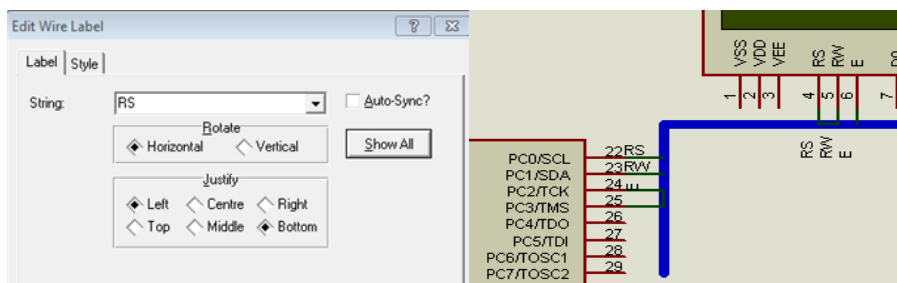 Edit Wire Label
Label Style
String: RS Auto-Sync?
Rotate
Horizontal Vertical Show All
Justify
Left Centre Right
Top Middle Bottom
VSS
VDD
VEE
RS
RW
E
D0
1
2
3
4
5
6
7
RS
RW
E
PC0/SCL 22 RS
PC1/SDA 23 RW
PC2/TCK 24 E
PC3/TMS 25
PC4/TDO 26
PC5/TDI 27
PC6/TOSC1 28
PC7/TOSC2 29